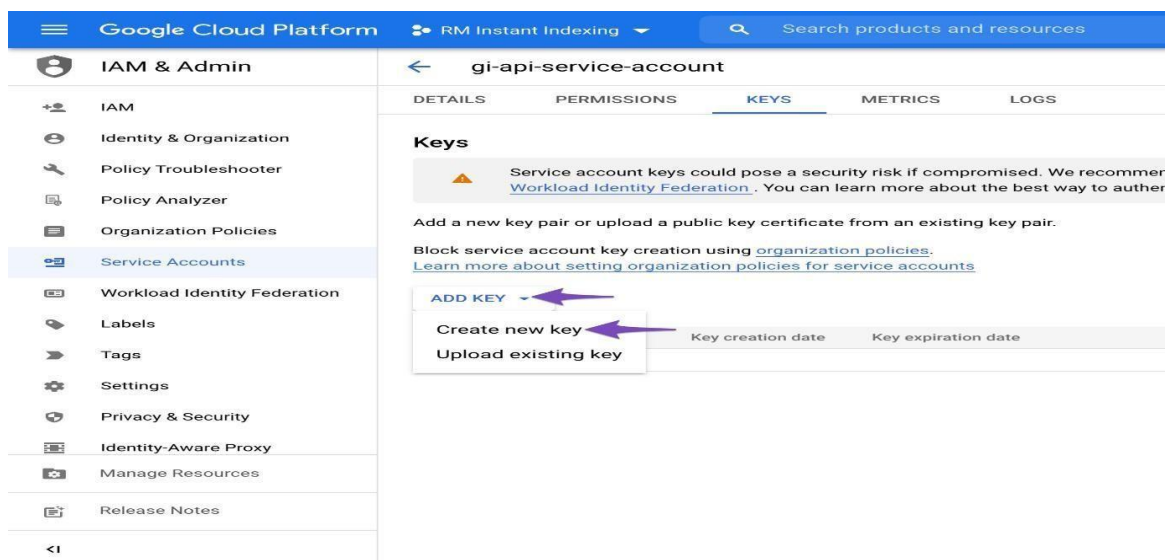 Google Cloud Platform
RM Instant Indexing
Search products and resources
IAM & Admin
gi-api-service-account
IAM
Identity & Organization
Policy Troubleshooter
Policy Analyzer
Organization Policies
Service Accounts
Workload Identity Federation
Labels
Tags
Settings
Privacy & Security
Identity-Aware Proxy
Manage Resources
Release Notes
DETAILS PERMISSIONS KEYS METRICS LOGS
Keys
Service account keys could pose a security risk if compromised. We recommen
Workload Identity Federation . You can learn more about the best way to auther
Add a new key pair or upload a public key certificate from an existing key pair.
Block service account key creation using organization policies.
Learn more about setting organization policies for service accounts
ADD KEY
Create new key
Upload existing key
Key creation date Key expiration date